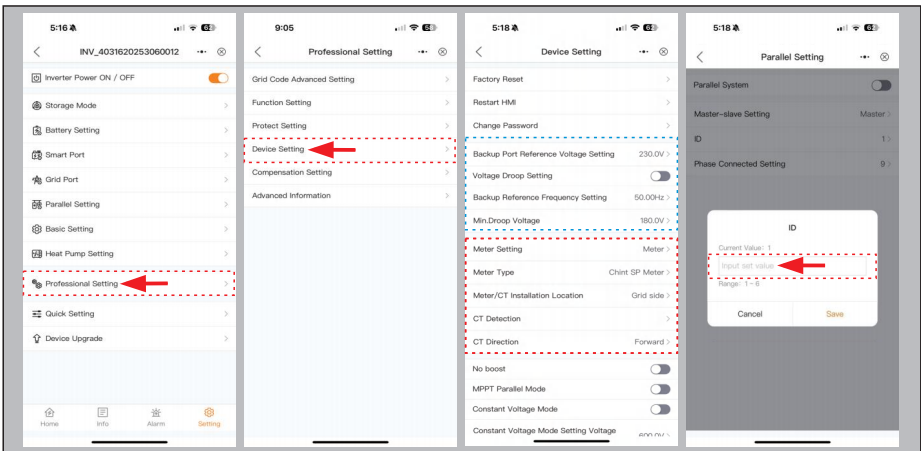 5:16
INV_4031620253060012
Inverter Power ON / OFF
Storage Mode
Battery Setting
Smart Port
Grid Port
Parallel Setting
Basic Setting
Heat Pump Setting
Professional Setting
Quick Setting
Device Upgrade
Home Info Alarm Setting
9:05
Professional Setting
Grid Code Advanced Setting
Function Setting
Protect Setting
Device Setting
Compensation Setting
Advanced Information
5:18
Device Setting
Factory Reset
Restart HMI
Change Password
Backup Port Reference Voltage Setting 230.0V
Voltage Droop Setting
Backup Reference Frequency Setting 50.00Hz
Min.Droop Voltage 180.0V
Meter Setting Meter
Meter Type Chint SP Meter
Meter/CT Installation Location Grid side
CT Detection
CT Direction Forward
No boost
MPPT Parallel Mode
Constant Voltage Mode
Constant Voltage Mode Setting Voltage
600.0V
5:18
Parallel Setting
Parallel System
Master-slave Setting Master
ID 1
Phase Connected Setting 9
ID
Current Value: 1
Input set value
Range: 1 - 6
Cancel Save